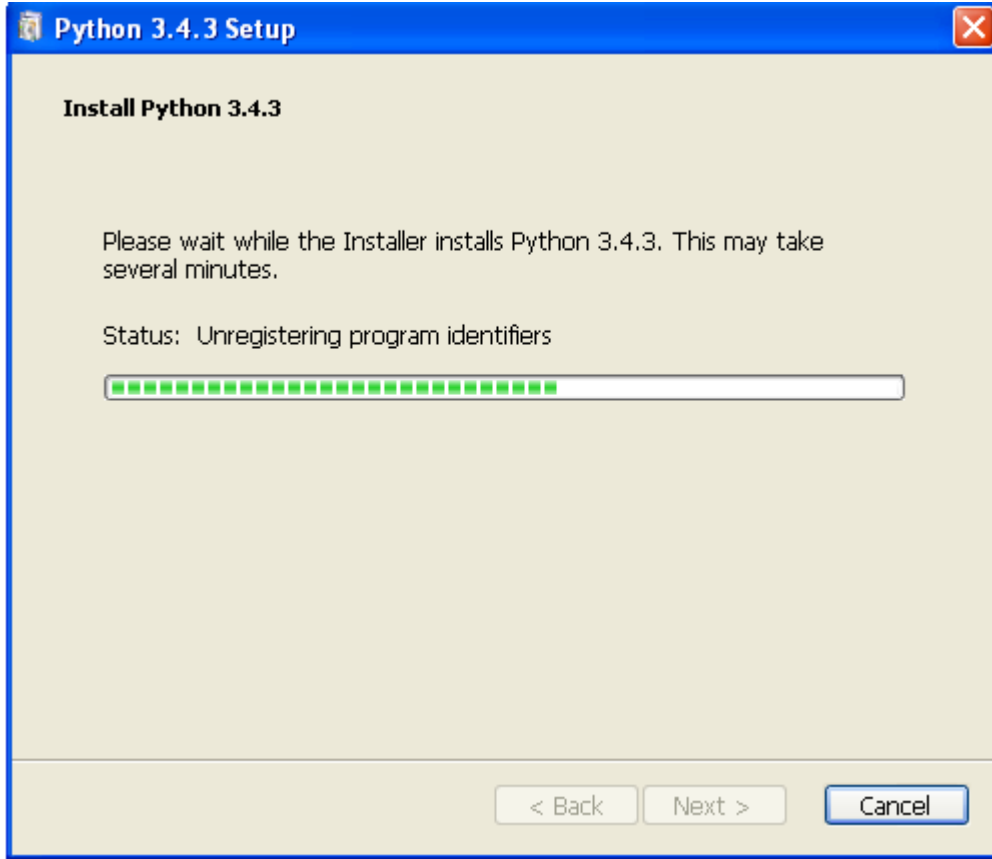 Python 3.4.3 Setup
Install Python 3.4.3
Please wait while the Installer installs Python 3.4.3. This may take
several minutes.
Status: Unregistering program identifiers
< Back Next > Cancel